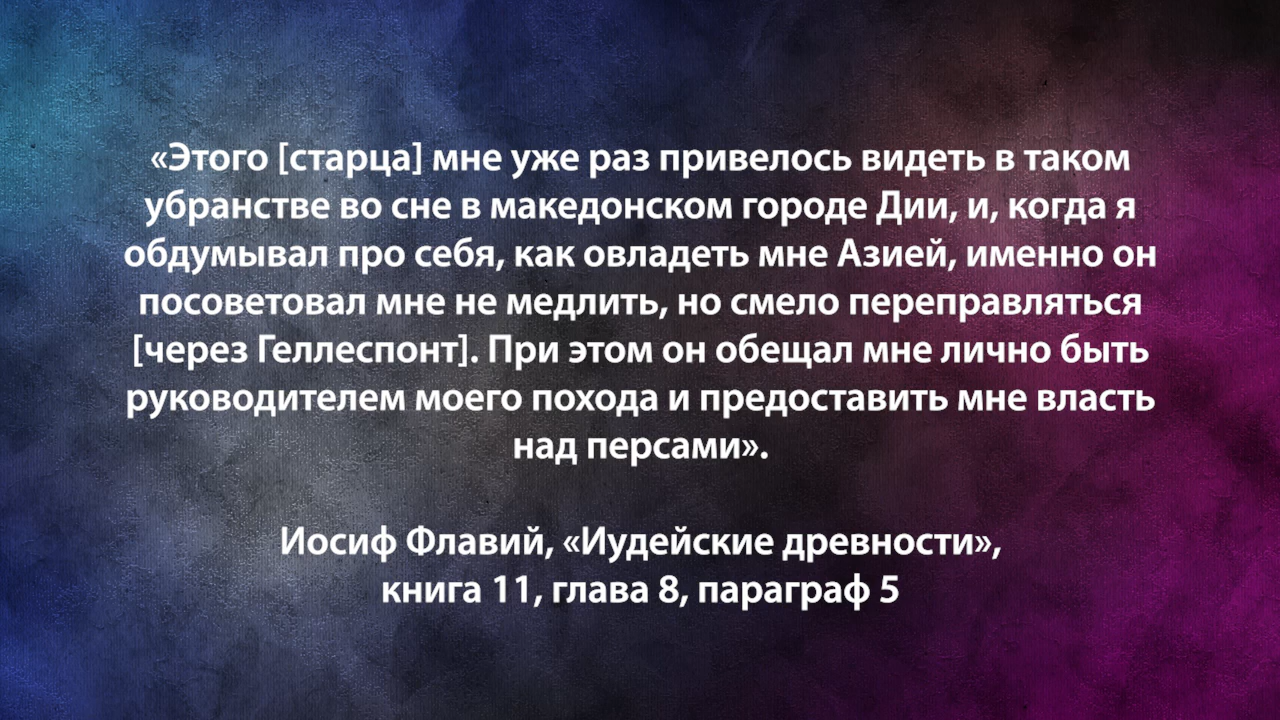 «Этого [старца] мне уже раз привелось видеть в таком
убранстве во сне в македонском городе Дии, и, когда я
обдумывал про себя, как овладеть мне Азией, именно он
посоветовал мне не медлить, но смело переправляться
[через Геллеспонт]. При этом он обещал мне лично быть
руководителем моего похода и предоставить мне власть
над персами».
Иосиф Флавий, «Иудейские древности»,
книга 11, глава 8, параграф 5